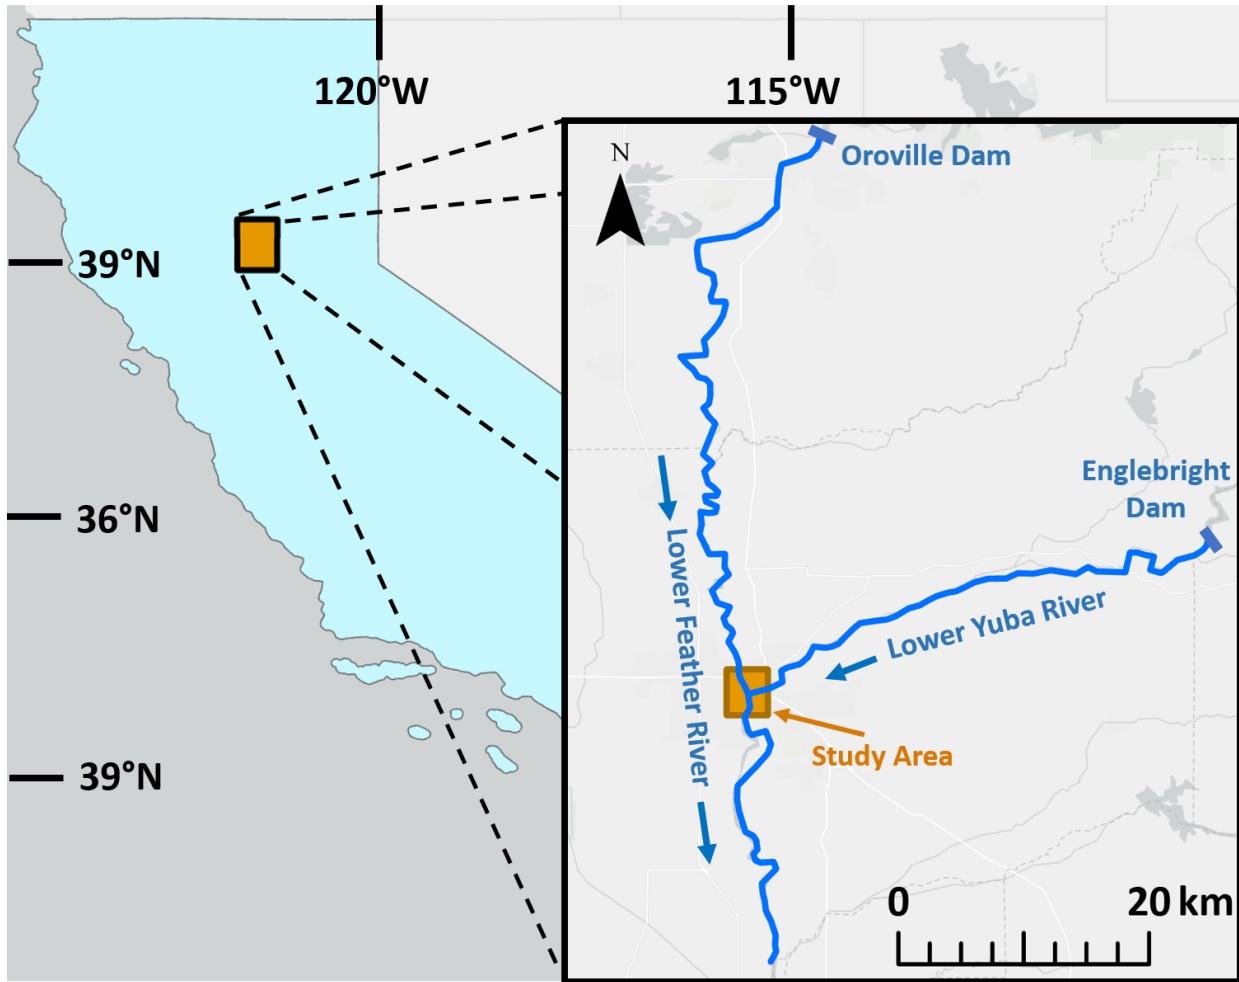 120°W
115°W
N
Oroville Dam
39°N
Englebright
Dam
36°N
Lower Feather River
Lower Yuba River
Study Area
39°N
0
20 km